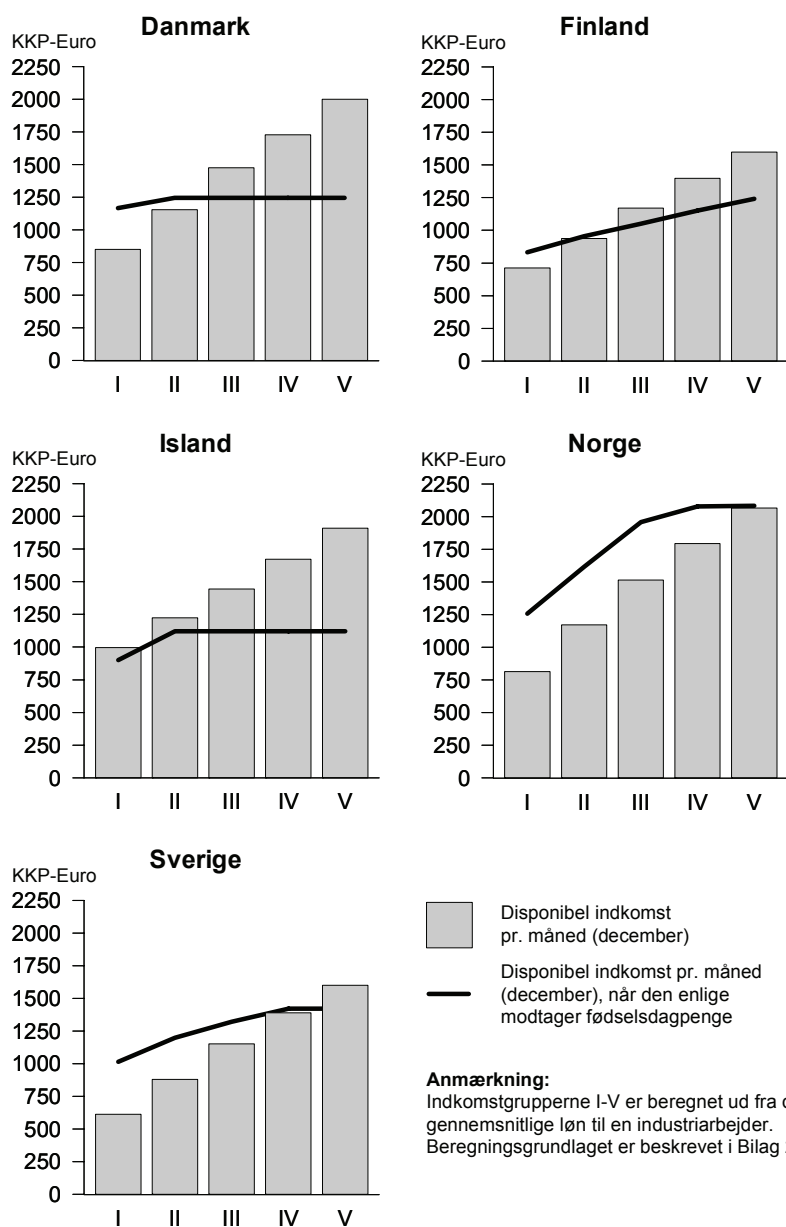 Danmark
KKP-Euro
2250
2000
1750
1500
1250
1000
750
500
250
0
I II III IV V
Finland
KKP-Euro
2250
2000
1750
1500
1250
1000
750
500
250
0
I II III IV V
Island
KKP-Euro
2250
2000
1750
1500
1250
1000
750
500
250
0
I II III IV V
Norge
KKP-Euro
2250
2000
1750
1500
1250
1000
750
500
250
0
I II III IV V
Sverige
KKP-Euro
2250
2000
1750
1500
1250
1000
750
500
250
0
I II III IV V
Disponibel indkomst
pr. måned (december)
Disponibel indkomst pr. måned
(december), når den enlige
modtager fødselsdagpenge
Anmærkning:
Indkomstgrupperne I-V er beregnet ud fra
gennemsnitlige løn til en industriarbejder.
Beregningsgrundlaget er beskrevet i Bilag